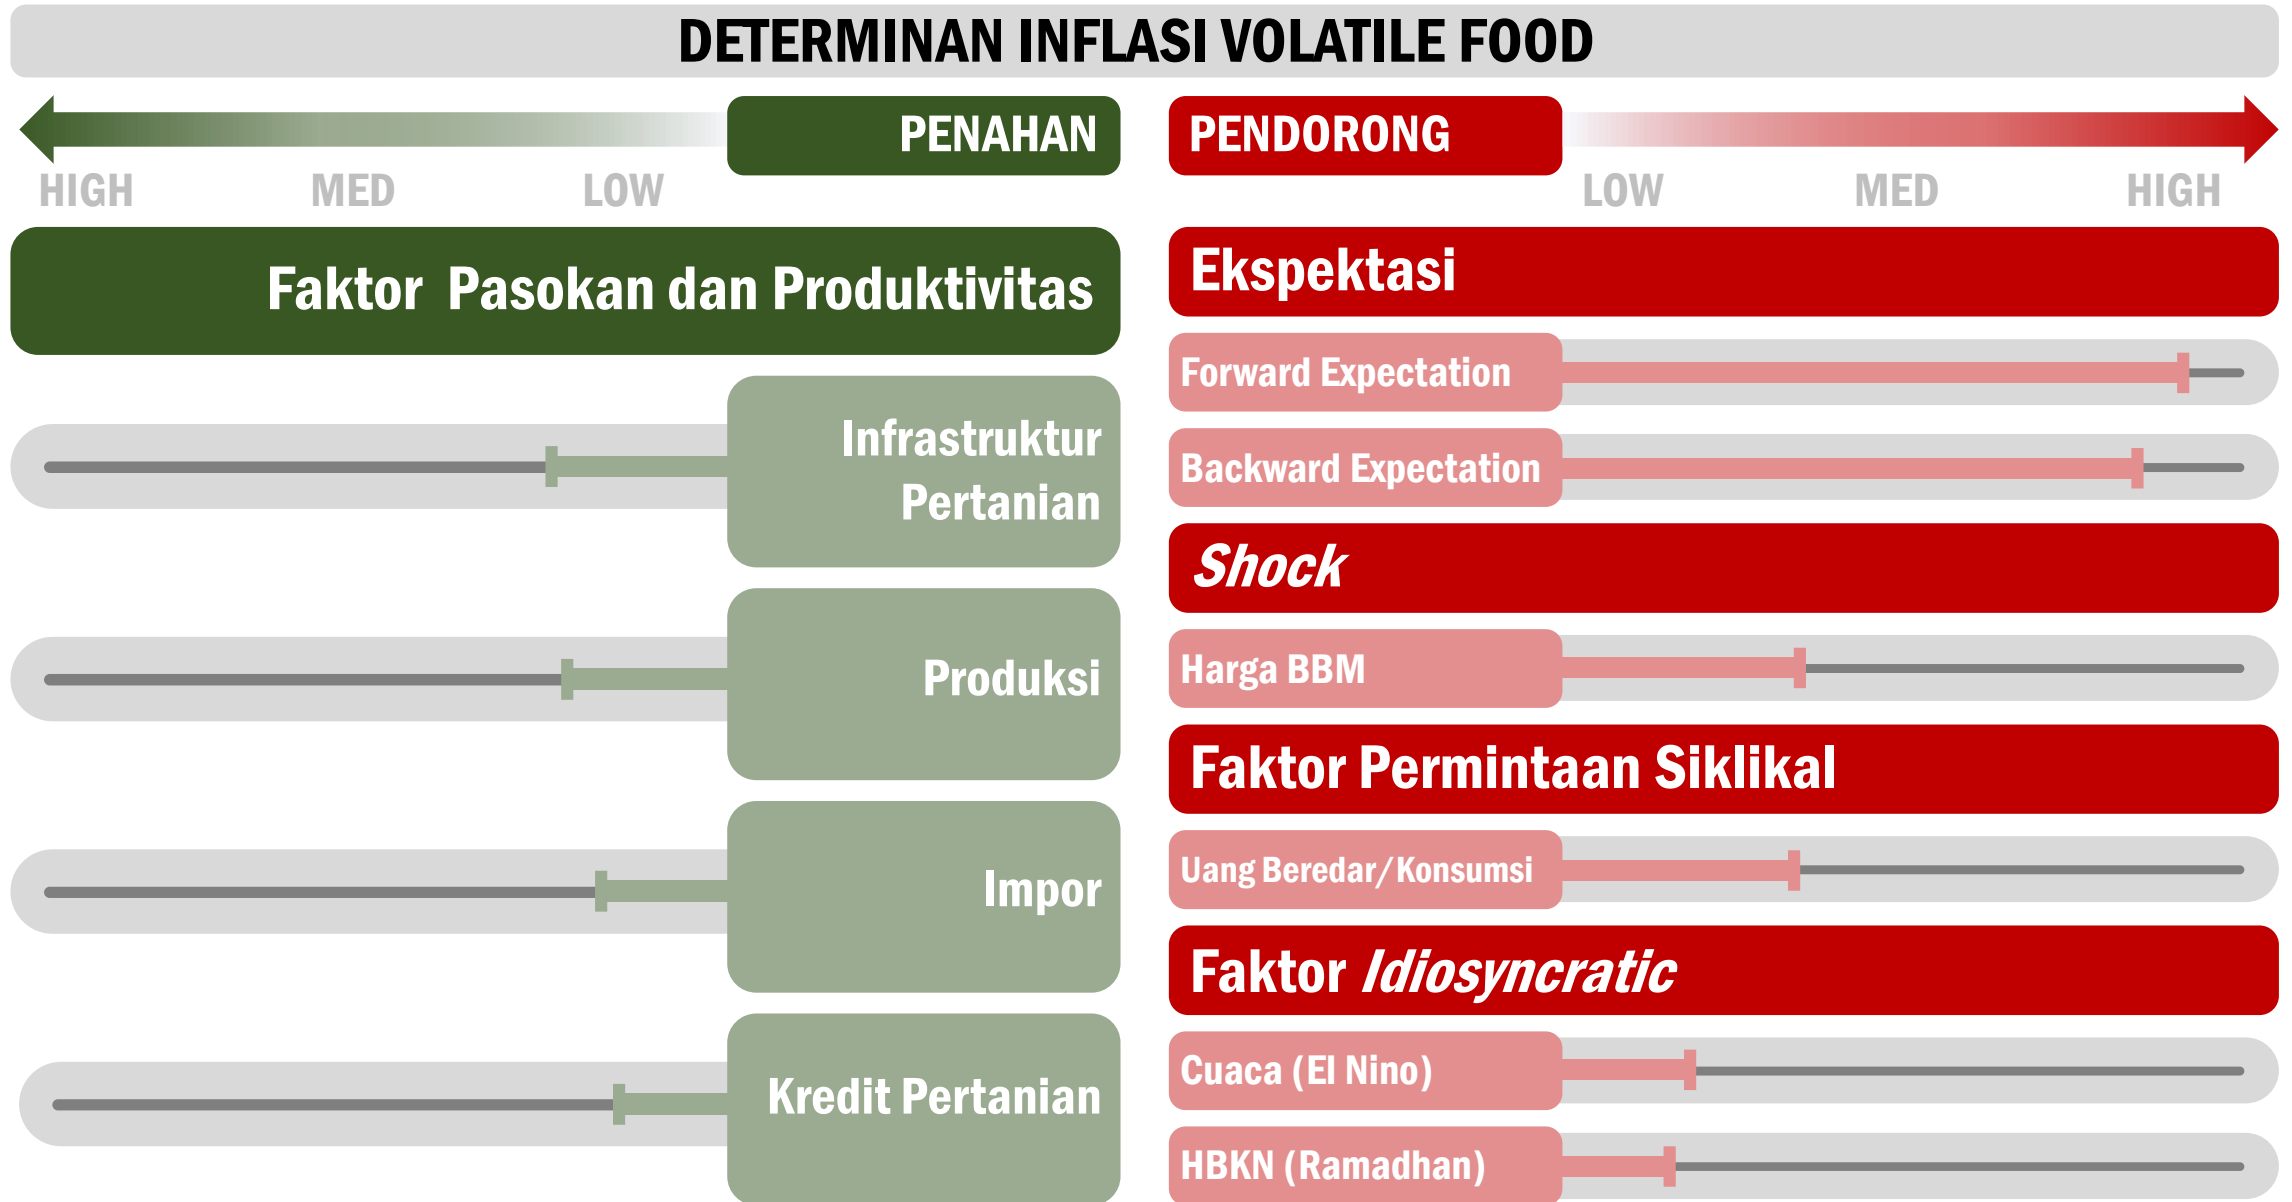 DETERMINAN INFLASI VOLATILE FOOD
PENAHAN
HIGH MED LOW
Faktor Pasokan dan Produktivitas
Infrastruktur
Pertanian
Produksi
Impor
Kredit Pertanian
PENDORONG
LOW MED HIGH
Ekspektasi
Forward Expectation
Backward Expectation
Shock
Harga BBM
Faktor Permintaan Siklikal
Uang Beredar/Konsumsi
Faktor Idiosyncratic
Cuaca (El Nino)
HBKN (Ramadhan)